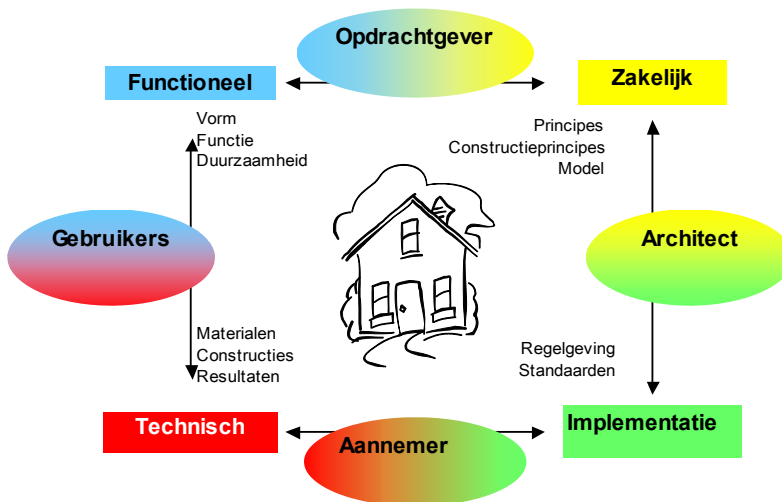 Opdrachtgever
Functioneel
Zakelijk
Vorm
Functie
Duurzaamheid
Principes
Constructieprincipes
Model
Gebruikers
Architect
Materialen
Constructies
Resultaten
Regelgeving
Standaarden
Technisch
Aannemer
Implementatie